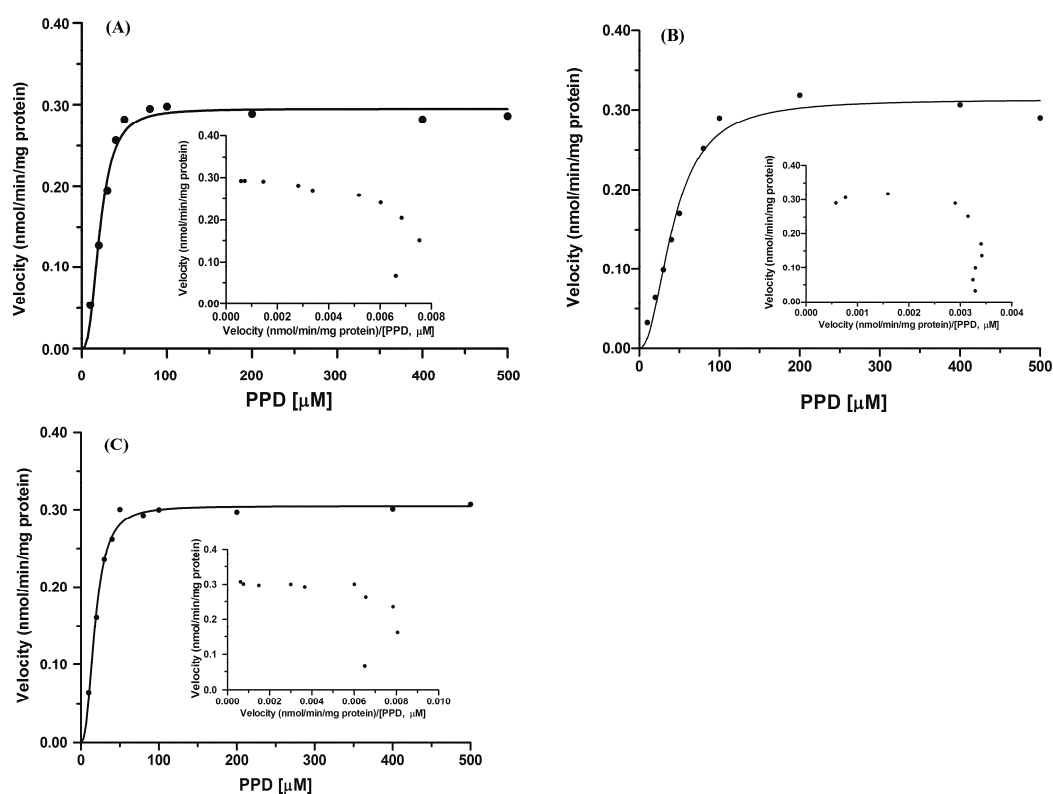 (A)
Velocity (nmol/min/mg protein)
0.40
0.30
0.20
0.10
0.00
0 100 200 300 400 500
PPD [μM]
Velocity (nmol/min/mg protein)
0.40
0.30
0.20
0.10
0.00
0.000 0.002 0.004 0.006 0.008
Velocity (nmol/min/mg protein)/[PPD, μM]
(B)
Velocity (nmol/min/mg protein)
0.40
0.30
0.20
0.10
0.00
0 100 200 300 400 500
PPD [μM]
Velocity (nmol/min/mg protein)
0.40
0.30
0.20
0.10
0.00
0.000 0.001 0.002 0.003 0.004
Velocity (nmol/min/mg protein)/[PPD, μM]
(C)
Velocity (nmol/min/mg protein)
0.40
0.30
0.20
0.10
0.00
0 100 200 300 400 500
PPD [μM]
Velocity (nmol/min/mg protein)
0.4
0.3
0.2
0.1
0.0
0.000 0.002 0.004 0.006 0.008 0.010
Velocity (nmol/min/mg protein)/[PPD, μM]